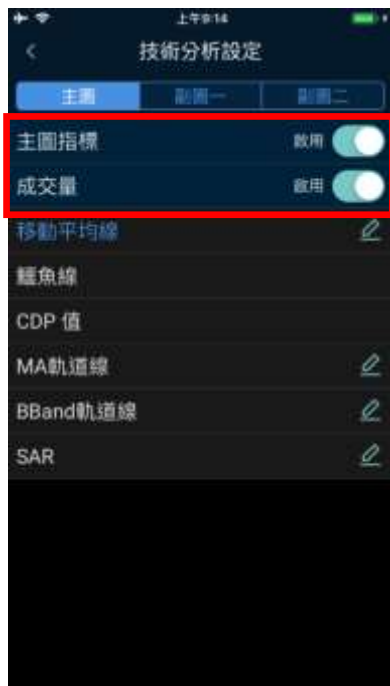 上午9:14
技術分析設定
主圖 副圖一 副圖二
主圖指標 啟用
成交量 啟用
移動平均線
鱷魚線
CDP 值
MA軌道線
BBand軌道線
SAR